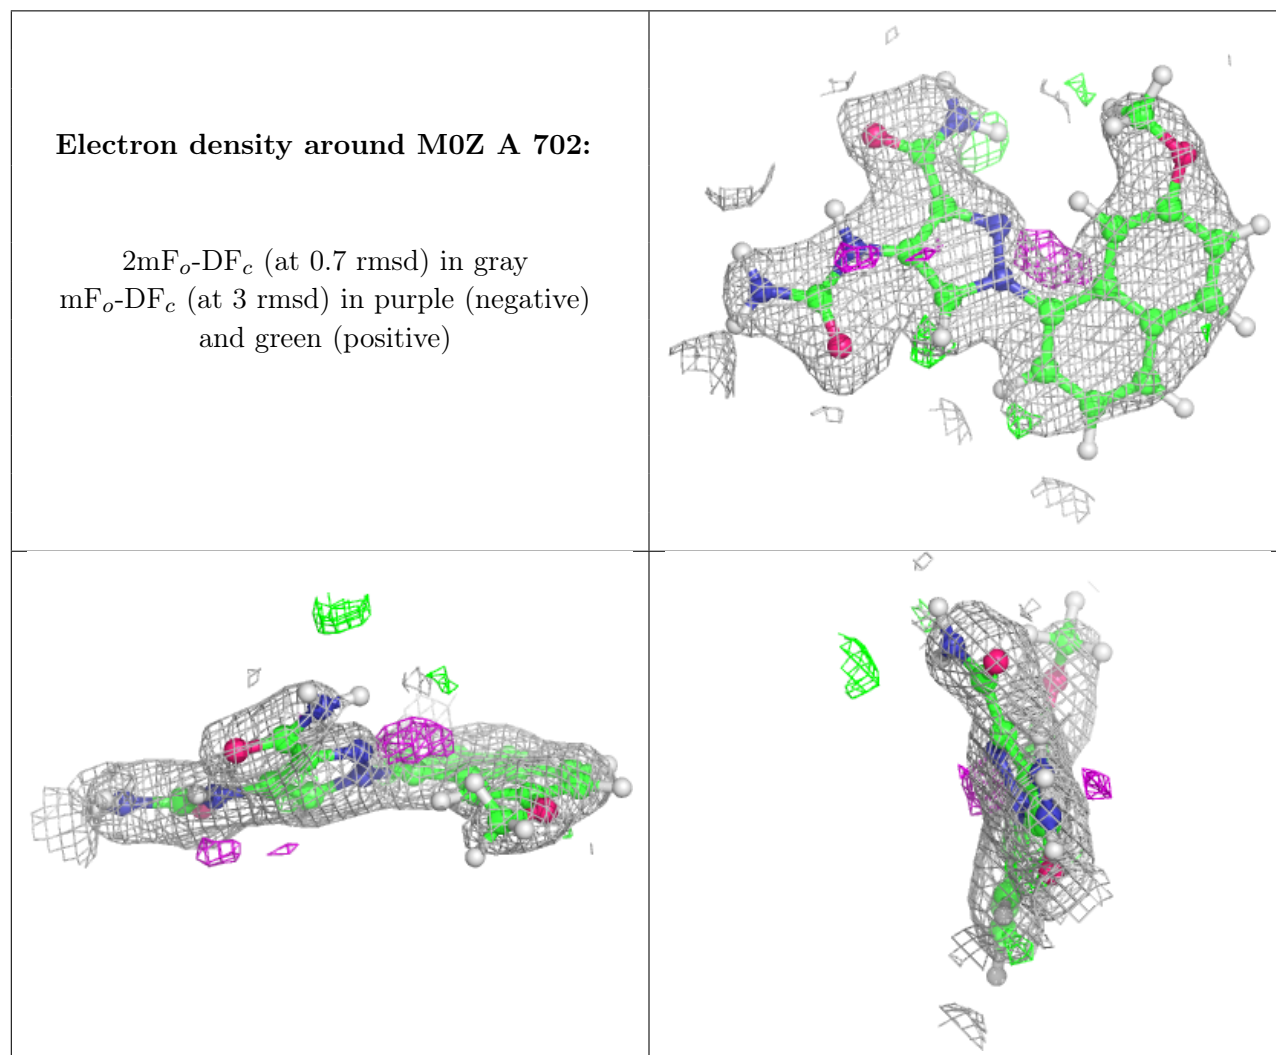 Electron density around M0Z A 702:
2mFₒ-DF𝒸 (at 0.7 rmsd) in gray
mFₒ-DF𝒸 (at 3 rmsd) in purple (negative)
and green (positive)